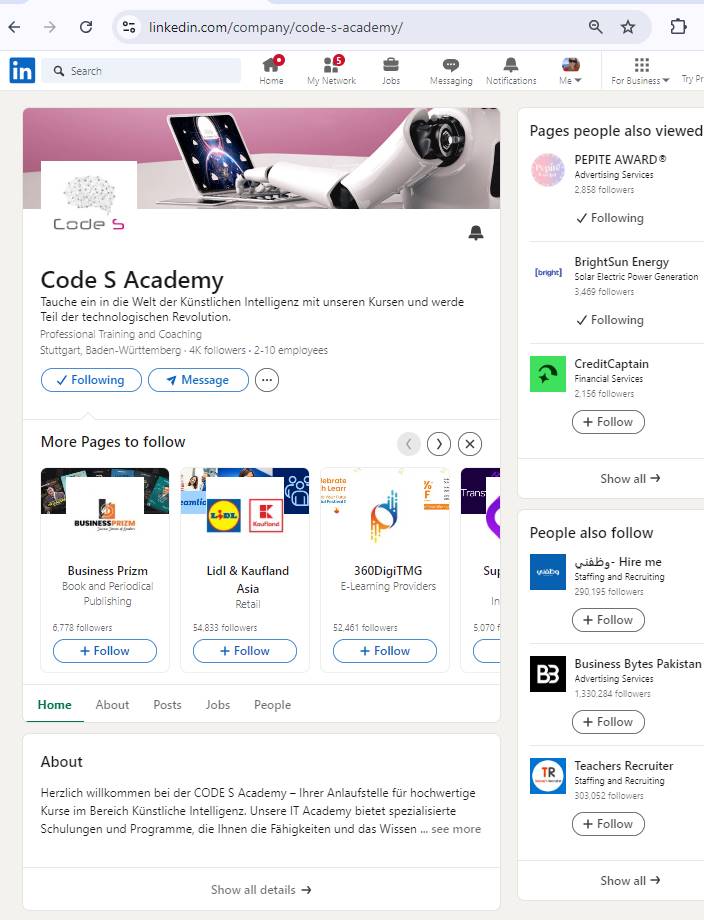 linkedin.com/company/code-s-academy/
in
Search
Home
5
My Network
Jobs
Messaging
Notifications
Me
For Business
Try Pr
Code S
Code S Academy
Tauche ein in die Welt der Künstlichen Intelligenz mit unseren Kursen und werde
Teil der technologischen Revolution.
Professional Training and Coaching
Stuttgart, Baden-Württemberg · 4K followers · 2-10 employees
Following
Message
More Pages to follow
BUSINESSPRIZM
Business Prizm
Book and Periodical
Publishing
6,778 followers
+ Follow
LIDL
Kaufland
Lidl & Kaufland
Asia
Retail
54,833 followers
+ Follow
360DigiTMG
E-Learning Providers
52,461 followers
+ Follow
Trans
Sup
In
5,070 f
Home
About
Posts
Jobs
People
About
Herzlich willkommen bei der CODE S Academy – Ihrer Anlaufstelle für hochwertige
Kurse im Bereich Künstliche Intelligenz. Unsere IT Academy bietet spezialisierte
Schulungen und Programme, die Ihnen die Fähigkeiten und das Wissen ... see more
Show all details →
Pages people also viewed
Pepite
PEPITE AWARD®
Advertising Services
2,858 followers
Following
[bright]
BrightSun Energy
Solar Electric Power Generation
3,469 followers
Following
CreditCaptain
Financial Services
2,156 followers
+ Follow
Show all →
People also follow
وظفني
وظفني- Hire me
Staffing and Recruiting
290,195 followers
+ Follow
BB
Business Bytes Pakistan
Advertising Services
1,330,284 followers
+ Follow
TR
Teachers Recruiter
Staffing and Recruiting
303,052 followers
+ Follow
Show all →